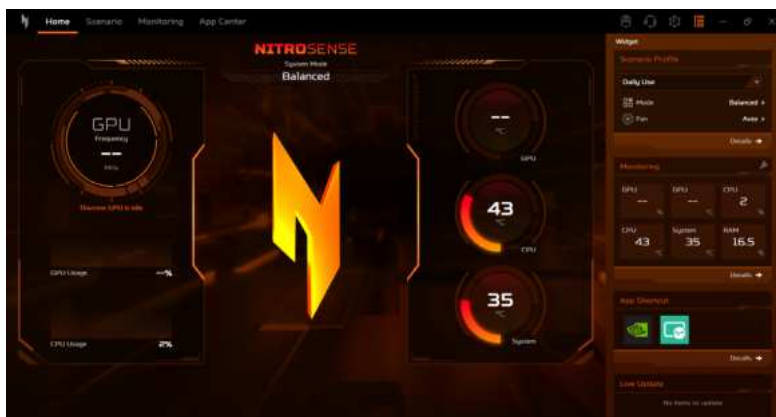 Home Scenario Monitoring App Center
NITROSENSE
System Mode
Balanced
GPU
Frequency
--
MHz
Discrete GPU is idle
GPU Usage --%
CPU Usage 2%
--
°C
GPU
43
°C
CPU
35
°C
System
Widget
Scenario Profile
Daily Use
Mode Balanced >
Fan Auto >
Details →
Monitoring
GPU GPU CPU
-- -- 2
% °C %
CPU System RAM
43 35 16.5
°C °C %
Details →
App Shortcut
Details →
Live Update
No items to update